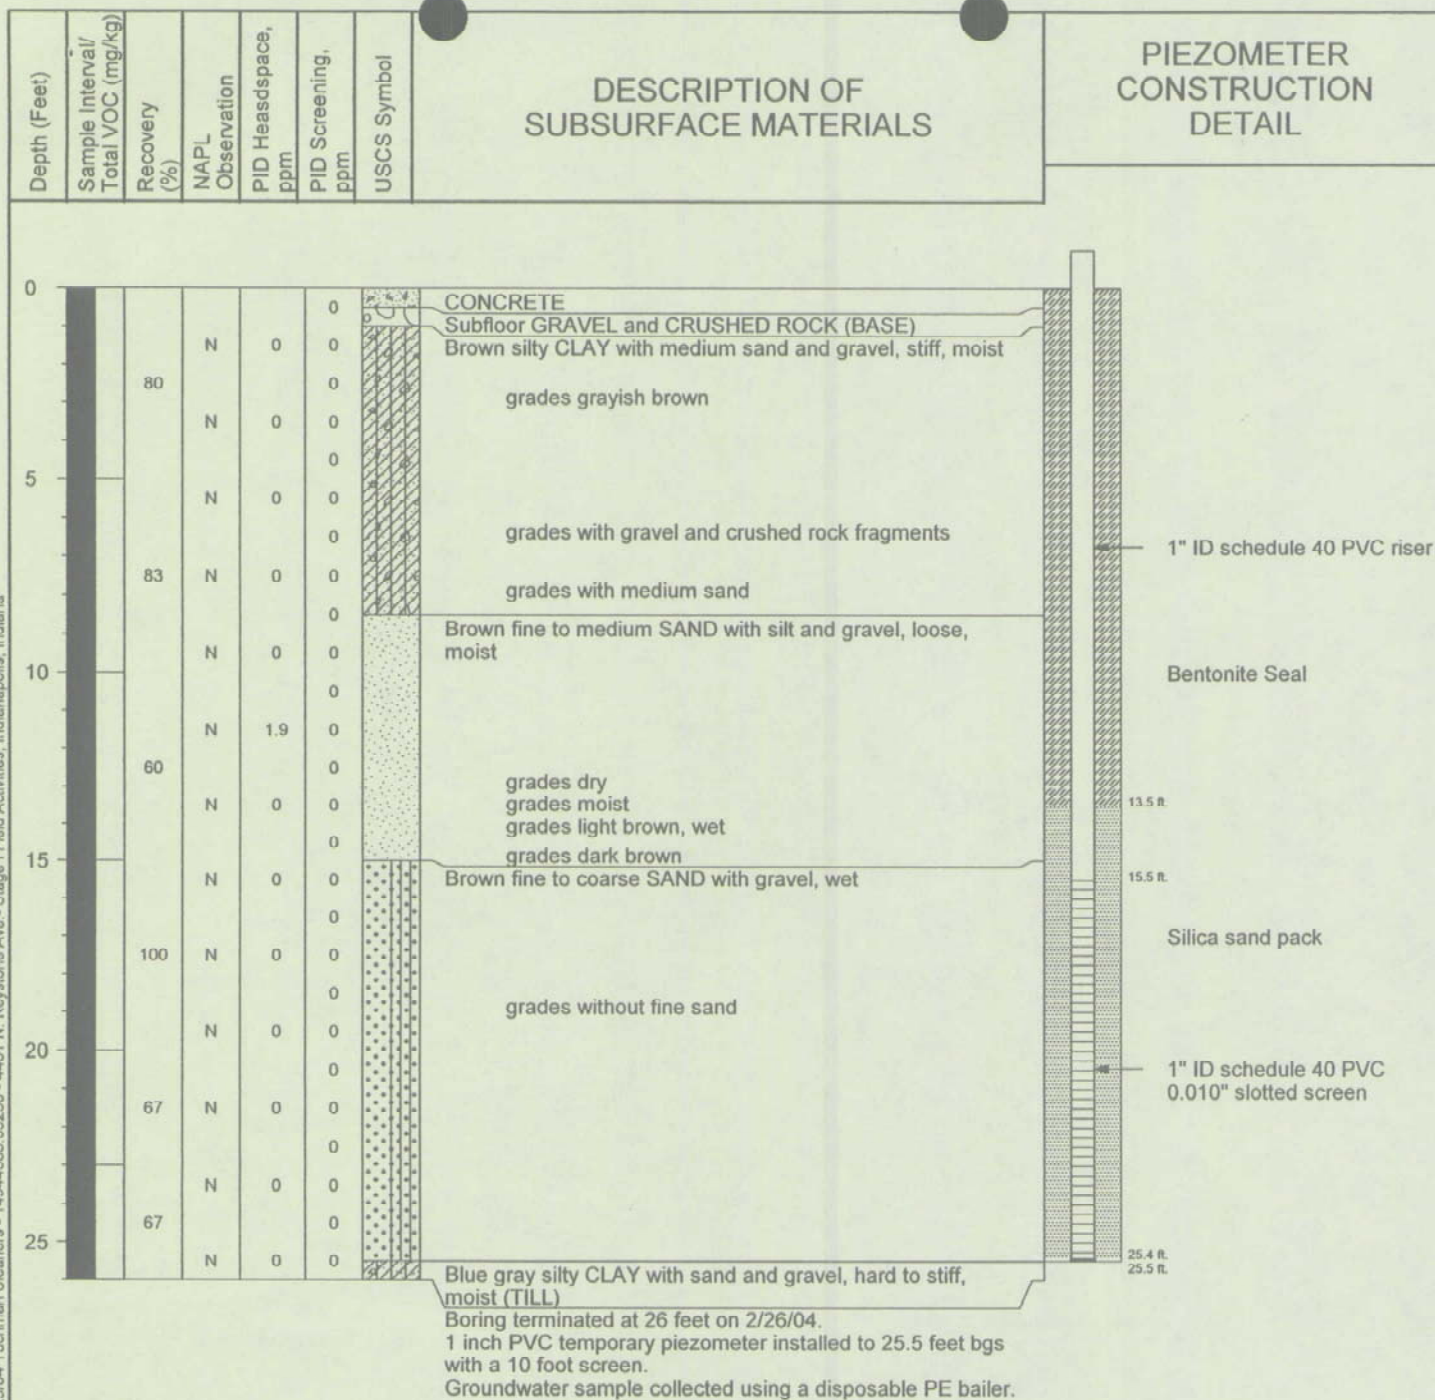 Depth (Feet)
Sample Interval/
Total VOC (mg/kg)
Recovery
(%)
NAPL
Observation
PID Heasdspace,
ppm
PID Screening,
ppm
USCS Symbol
DESCRIPTION OF
SUBSURFACE MATERIALS
PIEZOMETER
CONSTRUCTION
DETAIL
0
0 CONCRETE
Subfloor GRAVEL and CRUSHED ROCK (BASE)
N 0 0 Brown silty CLAY with medium sand and gravel, stiff, moist
80 0
grades grayish brown
N 0 0
0
5
N 0 0
0 grades with gravel and crushed rock fragments
1" ID schedule 40 PVC riser
83 N 0 0
grades with medium sand
0
Brown fine to medium SAND with silt and gravel, loose,
moist
N 0 0
10 Bentonite Seal
0
N 1.9 0
60 0
grades dry
N 0 0 grades moist 13.5 ft.
grades light brown, wet
0
15 grades dark brown
N 0 0 Brown fine to coarse SAND with gravel, wet 15.5 ft.
0
Silica sand pack
100 N 0 0
0
grades without fine sand
N 0 0
20
0 1" ID schedule 40 PVC
0.010" slotted screen
67 N 0 0
0
N 0 0
67 0
25
N 0 0 25.4 ft.
25.5 ft.
Blue gray silty CLAY with sand and gravel, hard to stiff,
moist (TILL)
Boring terminated at 26 feet on 2/26/04.
1 inch PVC temporary piezometer installed to 25.5 feet bgs
with a 10 foot screen.
Groundwater sample collected using a disposable PE bailer.